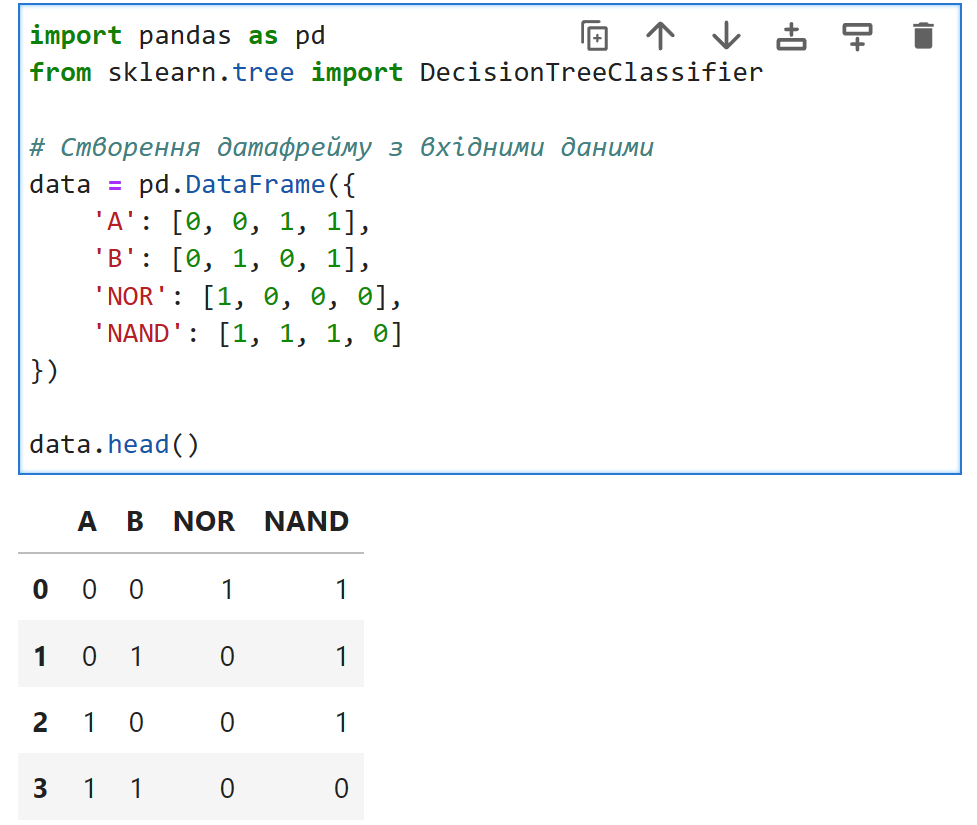 import pandas as pd
from sklearn.tree import DecisionTreeClassifier
# Створення датафрейму з вхідними даними
data = pd.DataFrame({
    'A': [0, 0, 1, 1],
    'B': [0, 1, 0, 1],
    'NOR': [1, 0, 0, 0],
    'NAND': [1, 1, 1, 0]
})
data.head()
A B NOR NAND
0 0 0 1 1
1 0 1 0 1
2 1 0 0 1
3 1 1 0 0